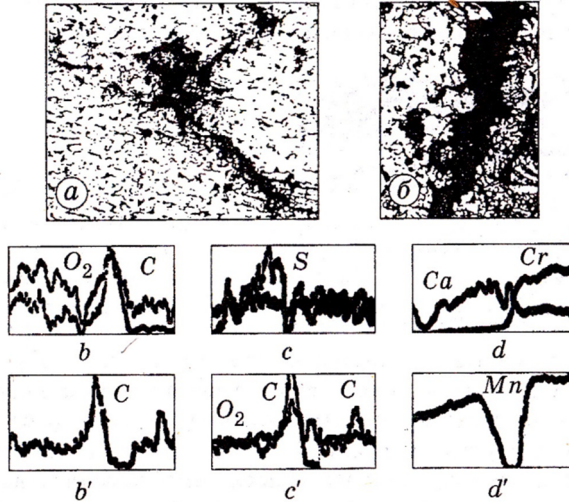 а б
O₂ C S Ca Cr
b c d
C O₂ C C Mn
b' c' d'